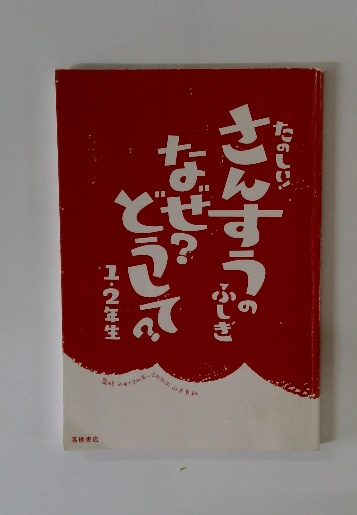 たのしい!
さんすうの
ふしぎ
なぜ?
どうして?
1・2年生
高橋書店